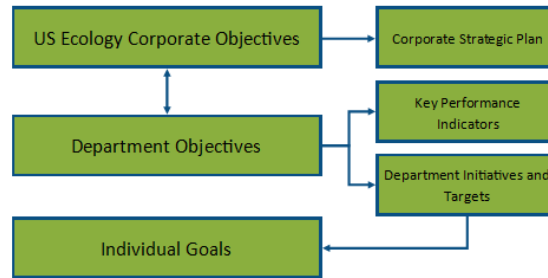 US Ecology Corporate Objectives
Corporate Strategic Plan
Key Performance
Indicators
Department Objectives
Department Initiatives and
Targets
Individual Goals